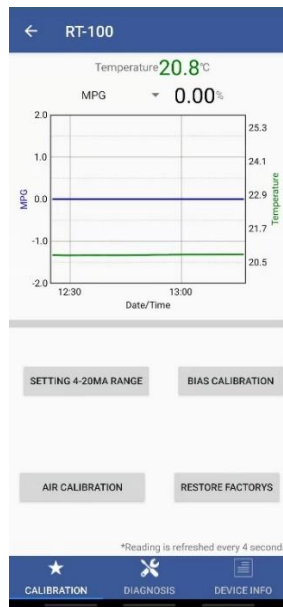 RT-100
Temperature 20.8°C
MPG 0.00%
2.0
1.0
0.0
-1.0
-2.0
MPG
25.3
24.1
22.9
21.7
20.5
Temperature
12:30 13:00
Date/Time
SETTING 4-20MA RANGE BIAS CALIBRATION
AIR CALIBRATION RESTORE FACTORYS
*Reading is refreshed every 4 second
CALIBRATION DIAGNOSIS DEVICE INFO